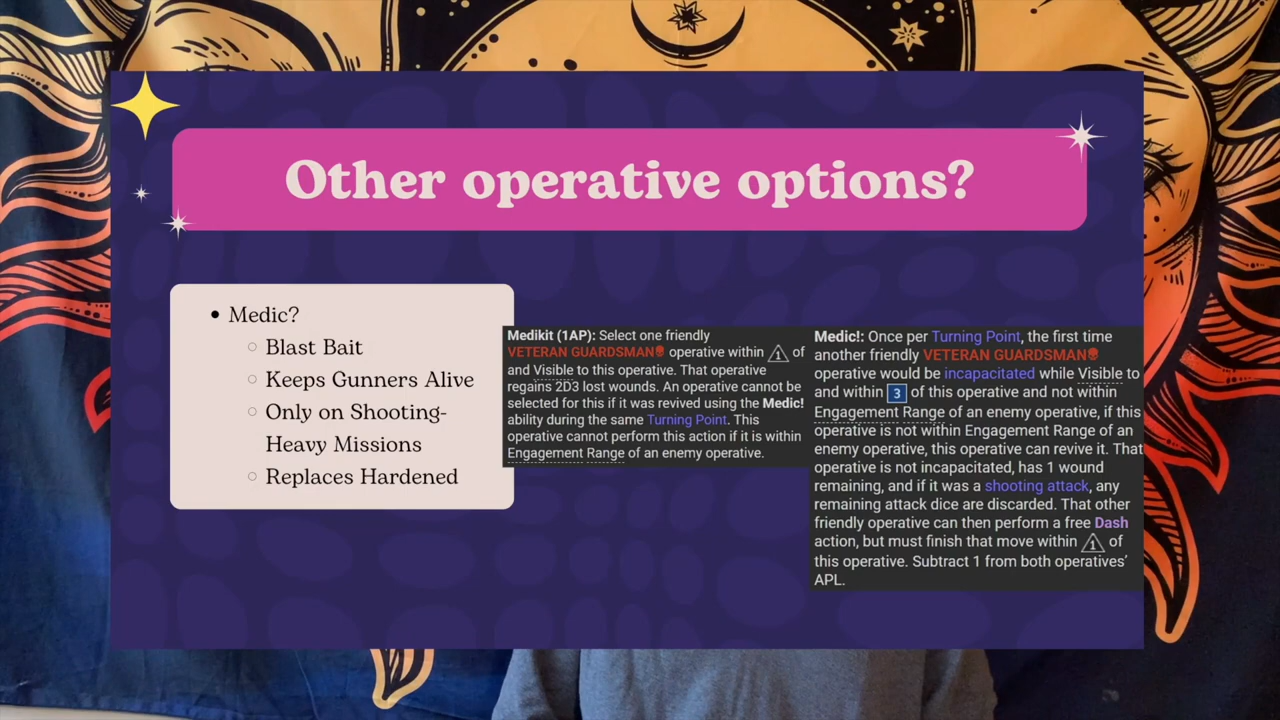 Other operative options?
• Medic?
○ Blast Bait
○ Keeps Gunners Alive
○ Only on Shooting-
Heavy Missions
○ Replaces Hardened
Medikit (1AP): Select one friendly
VETERAN GUARDSMAN operative within 1 of
and Visible to this operative. That operative
regains 2D3 lost wounds. An operative cannot be
selected for this if it was revived using the Medic!
ability during the same Turning Point. This
operative cannot perform this action if it is within
Engagement Range of an enemy operative.
Medic!: Once per Turning Point, the first time
another friendly VETERAN GUARDSMAN
operative would be incapacitated while Visible to
and within 3 of this operative and not within
Engagement Range of an enemy operative, if this
operative is not within Engagement Range of an
enemy operative, this operative can revive it. That
operative is not incapacitated, has 1 wound
remaining, and if it was a shooting attack, any
remaining attack dice are discarded. That other
friendly operative can then perform a free Dash
action, but must finish that move within 1 of
this operative. Subtract 1 from both operatives'
APL.